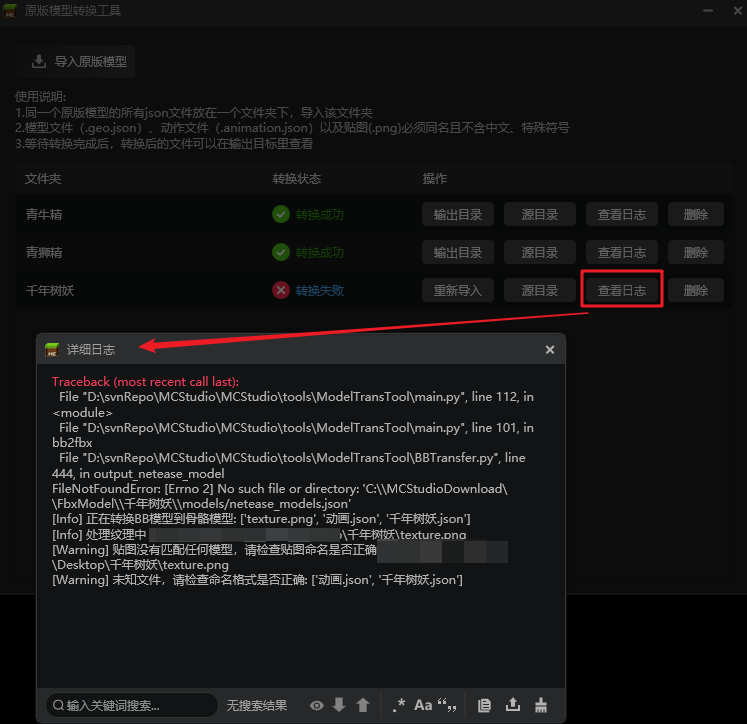 原版模型转换工具
导入原版模型
使用说明:
1.同一个原版模型的所有json文件放在一个文件夹下，导入该文件夹
2.模型文件（.geo.json）、动作文件（.animation.json）以及贴图(.png)必须同名且不含中文、特殊符号
3.等待转换完成后，转换后的文件可以在输出目标里查看
文件夹 转换状态 操作
青牛精 转换成功 输出目录 源目录 查看日志 删除
青狮精 转换成功 输出目录 源目录 查看日志 删除
千年树妖 转换失败 重新导入 源目录 查看日志 删除
详细日志
Traceback (most recent call last):
File "D:\svnRepo\MCStudio\MCStudio\tools\ModelTransTool\main.py", line 112, in
<module>
File "D:\svnRepo\MCStudio\MCStudio\tools\ModelTransTool\main.py", line 101, in
bb2fbx
File "D:\svnRepo\MCStudio\MCStudio\tools\ModelTransTool\BBTransfer.py", line
444, in output_netease_model
FileNotFoundError: [Errno 2] No such file or directory: 'C:\\MCStudioDownload\
\FbxModel\\千年树妖\\models/netease_models.json'
[Info] 正在转换BB模型到骨骼模型: ['texture.png', '动画.json', '千年树妖.json']
[Info] 处理纹理中 \千年树妖\texture.png
[Warning] 贴图没有匹配任何模型，请检查贴图命名是否正确
\Desktop\千年树妖\texture.png
[Warning] 未知文件，请检查命名格式是否正确: ['动画.json', '千年树妖.json']
输入关键词搜索... 无搜索结果 .* Aa “„